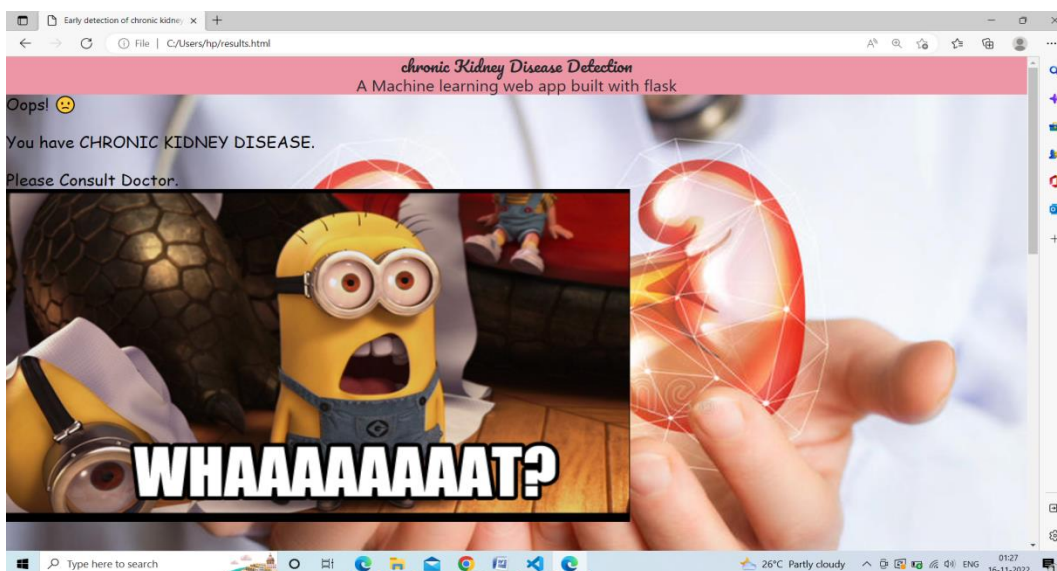 Early detection of chronic kidney
File | C:/Users/hp/results.html
chronic Kidney Disease Detection
A Machine learning web app built with flask
Oops! 😟
You have CHRONIC KIDNEY DISEASE.
Please Consult Doctor.
WHAAAAAAAAT?
Type here to search
26°C Partly cloudy
ENG
01:27
16-11-2022